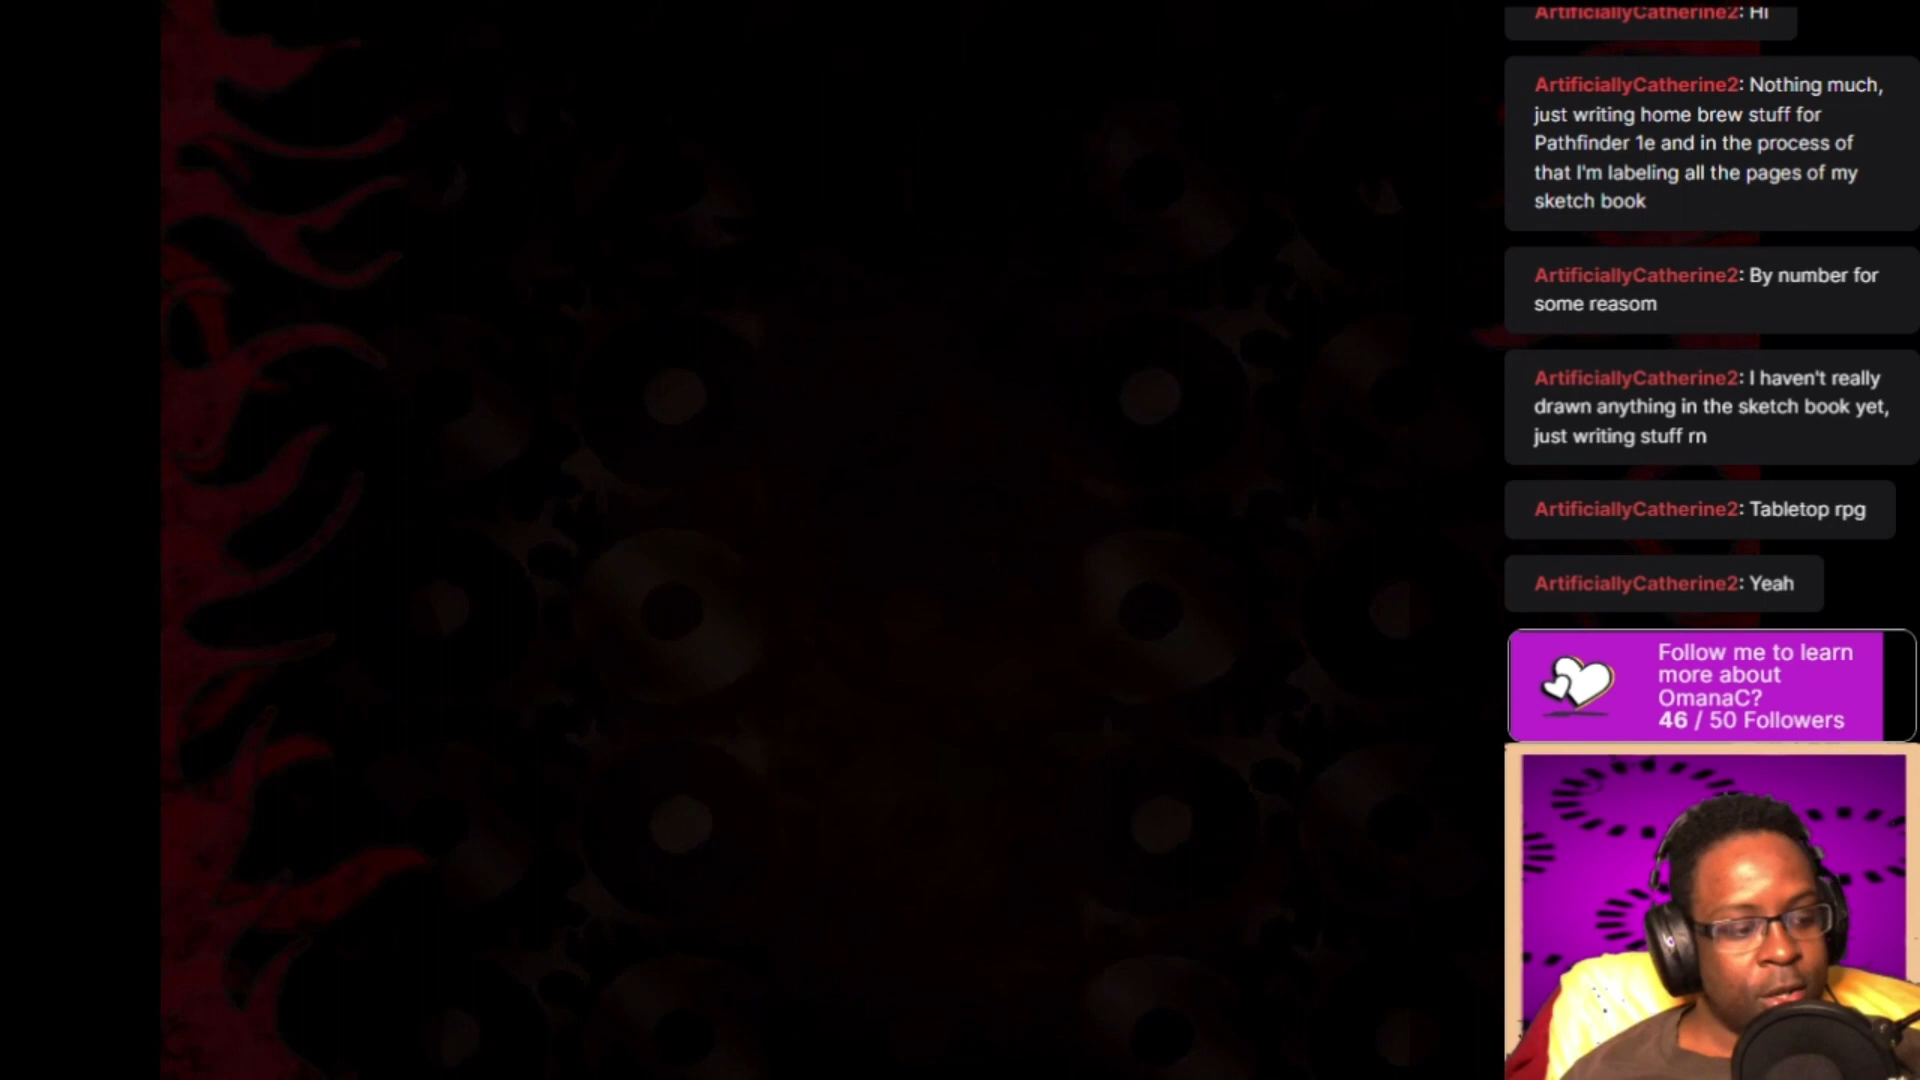 ArtificiallyCatherine2: Hi
ArtificiallyCatherine2: Nothing much,
just writing home brew stuff for
Pathfinder 1e and in the process of
that I'm labeling all the pages of my
sketch book
ArtificiallyCatherine2: By number for
some reasom
ArtificiallyCatherine2: I haven't really
drawn anything in the sketch book yet,
just writing stuff rn
ArtificiallyCatherine2: Tabletop rpg
ArtificiallyCatherine2: Yeah
Follow me to learn
more about
OmanaC?
46 / 50 Followers